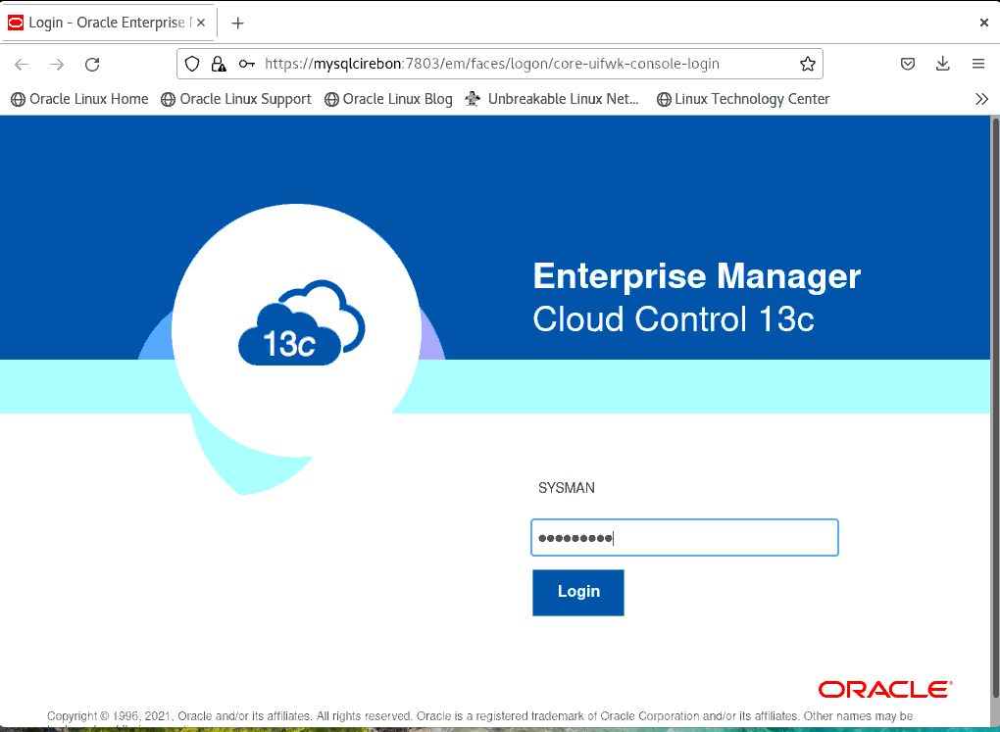 Login - Oracle Enterprise
https://mysqlcirebon:7803/em/faces/logon/core-uifwk-console-login
Oracle Linux Home Oracle Linux Support Oracle Linux Blog Unbreakable Linux Net... Linux Technology Center
13c
Enterprise Manager
Cloud Control 13c
SYSMAN
Login
ORACLE
Copyright © 1996, 2021, Oracle and/or its affiliates. All rights reserved. Oracle is a registered trademark of Oracle Corporation and/or its affiliates. Other names may be